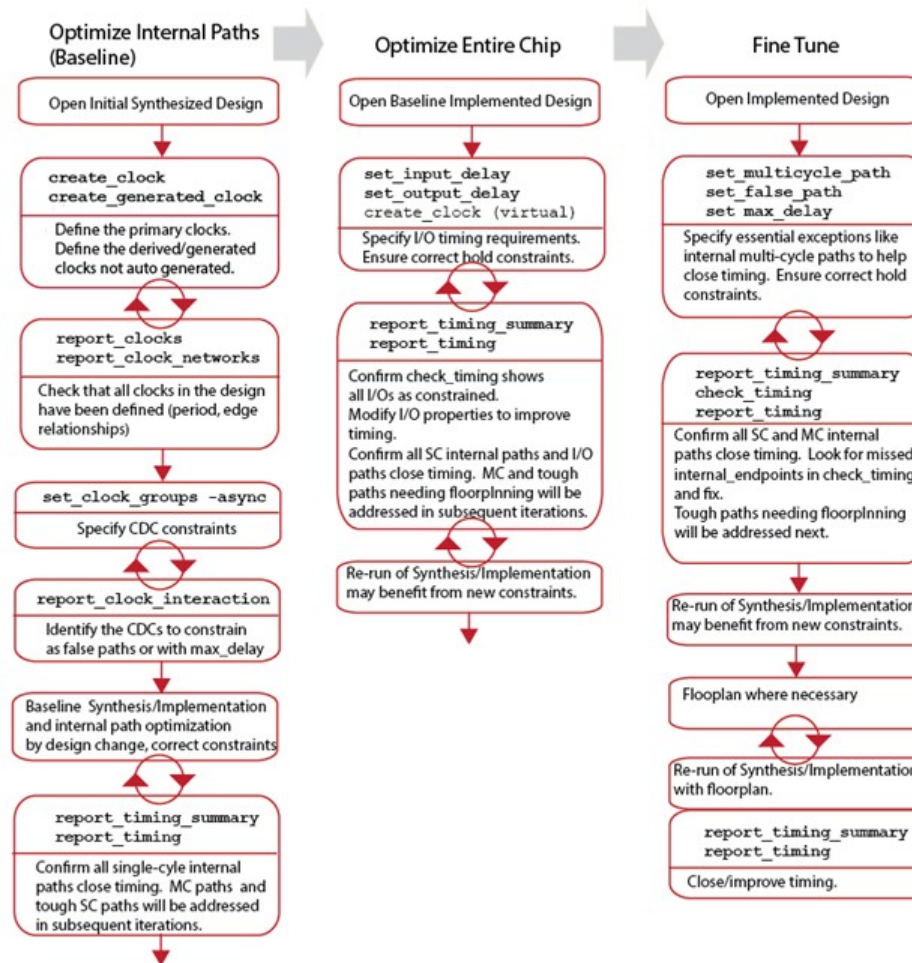 Optimize Internal Paths
(Baseline)
Open Initial Synthesized Design
create_clock
create_generated_clock
Define the primary clocks.
Define the derived/generated
clocks not auto generated.
report_clocks
report_clock_networks
Check that all clocks in the design
have been defined (period, edge
relationships)
set_clock_groups -async
Specify CDC constraints
report_clock_interaction
Identify the CDCs to constrain
as false paths or with max_delay
Baseline Synthesis/Implementation
and internal path optimization
by design change, correct constraints
report_timing_summary
report_timing
Confirm all single-cyle internal
paths close timing. MC paths and
tough SC paths will be addressed
in subsequent iterations.
Optimize Entire Chip
Open Baseline Implemented Design
set_input_delay
set_output_delay
create_clock (virtual)
Specify I/O timing requirements.
Ensure correct hold constraints.
report_timing_summary
report_timing
Confirm check_timing shows
all I/Os as constrained.
Modify I/O properties to improve
timing.
Confirm all SC internal paths and I/O
paths close timing. MC and tough
paths needing floorplnning will be
addressed in subsequent iterations.
Re-run of Synthesis/Implementation
may benefit from new constraints.
Fine Tune
Open Implemented Design
set_multicycle_path
set_false_path
set max_delay
Specify essential exceptions like
internal multi-cycle paths to help
close timing. Ensure correct hold
constraints.
report_timing_summary
check_timing
report_timing
Confirm all SC and MC internal
paths close timing. Look for missed
internal_endpoints in check_timing
and fix.
Tough paths needing floorplnning
will be addressed next.
Re-run of Synthesis/Implementation
may benefit from new constraints.
Flooplan where necessary
Re-run of Synthesis/Implementation
with floorplan.
report_timing_summary
report_timing
Close/improve timing.